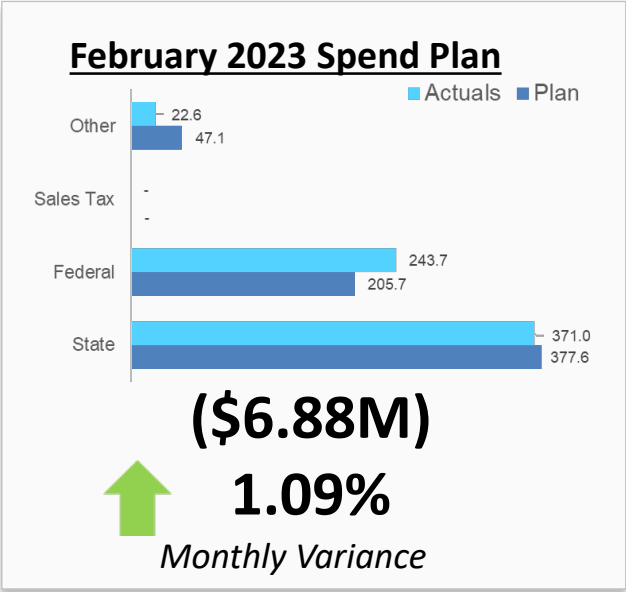 February 2023 Spend Plan
Actuals Plan
Other
22.6
47.1
Sales Tax
-
-
Federal
243.7
205.7
State
371.0
377.6
($6.88M)
1.09%
Monthly Variance